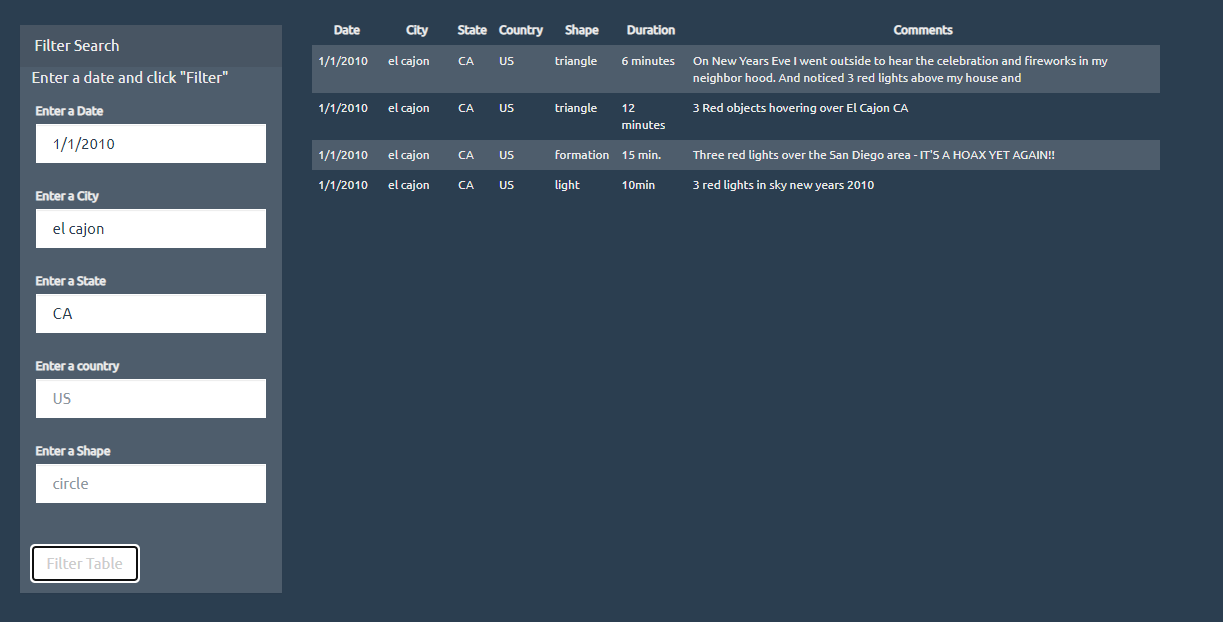 Filter Search
Enter a date and click "Filter"
Enter a Date
1/1/2010
Enter a City
el cajon
Enter a State
CA
Enter a country
US
Enter a Shape
circle
Filter Table
Date City State Country Shape Duration Comments
1/1/2010 el cajon CA US triangle 6 minutes On New Years Eve I went outside to hear the celebration and fireworks in my
neighbor hood. And noticed 3 red lights above my house and
1/1/2010 el cajon CA US triangle 12 3 Red objects hovering over El Cajon CA
minutes
1/1/2010 el cajon CA US formation 15 min. Three red lights over the San Diego area - IT'S A HOAX YET AGAIN!!
1/1/2010 el cajon CA US light 10min 3 red lights in sky new years 2010